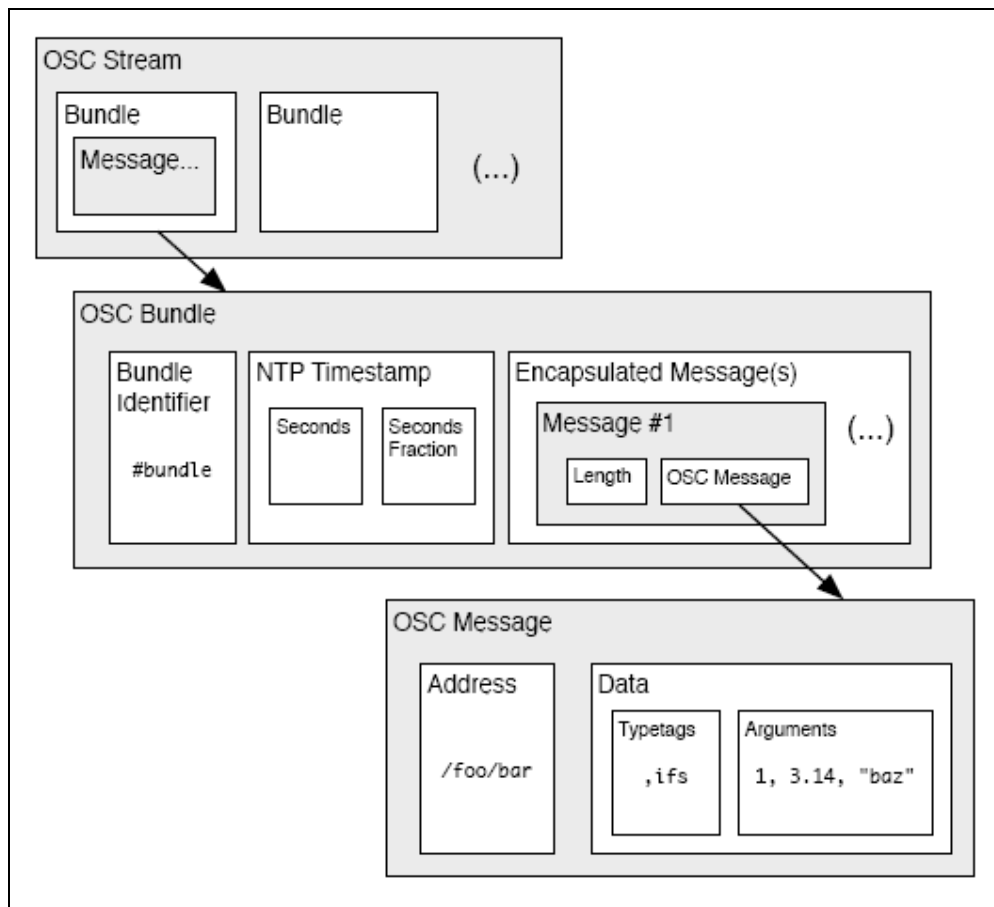 OSC Stream
Bundle
Message...
Bundle
(...)
OSC Bundle
Bundle
Identifier
#bundle
NTP Timestamp
Seconds
Seconds
Fraction
Encapsulated Message(s)
Message #1
Length
OSC Message
(...)
OSC Message
Address
/foo/bar
Data
Typetags
,ifs
Arguments
1, 3.14, "baz"